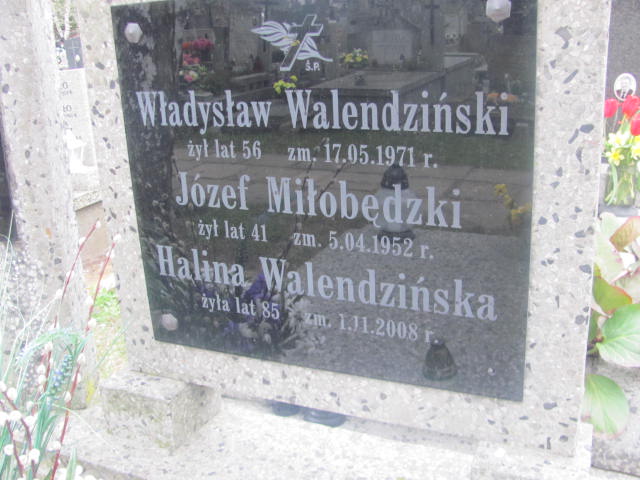 Ś.P.
Władysław Walendziński
żył lat 56 zm. 17.05.1971 r.
Józef Miłobędzki
żył lat 41 zm. 5.04.1952 r.
Halina Walendzińska
żyła lat 85 zm. 1.11.2008 r.